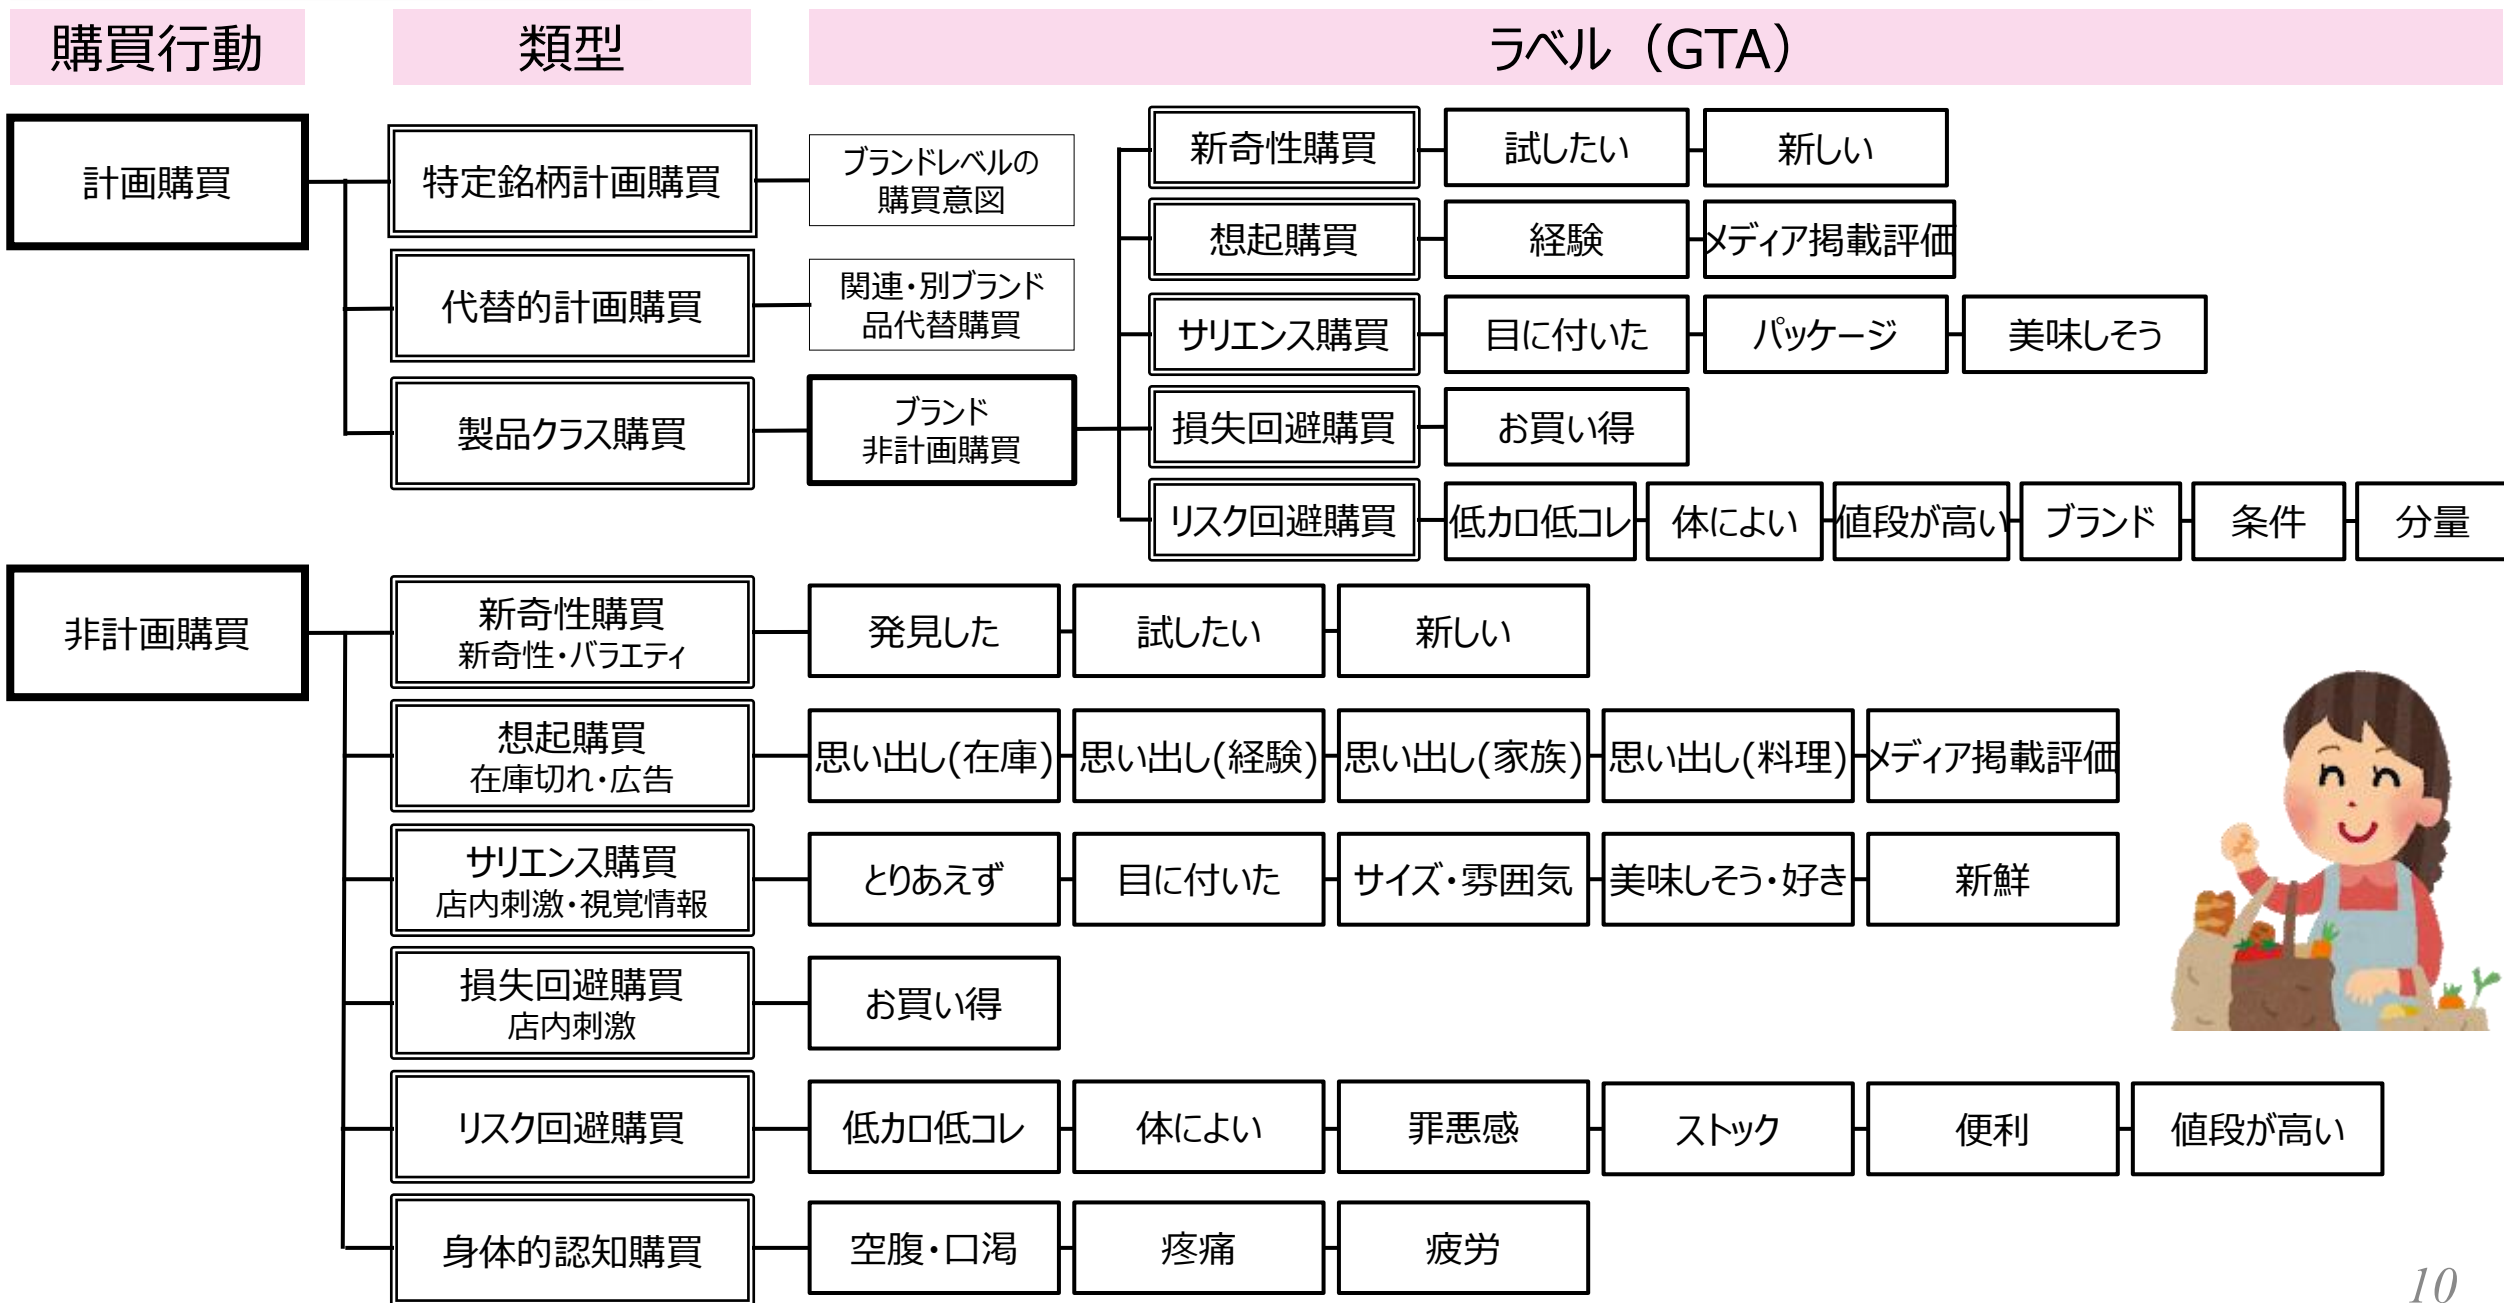 購買行動
類型
ラベル（GTA）
計画購買
特定銘柄計画購買
ブランドレベルの
購買意図
代替的計画購買
関連・別ブランド
品代替購買
製品クラス購買
ブランド
非計画購買
新奇性購買
試したい
新しい
想起購買
経験
メディア掲載評価
サリエンス購買
目に付いた
パッケージ
美味しそう
損失回避購買
お買い得
リスク回避購買
低カロ低コレ
体によい
値段が高い
ブランド
条件
分量
非計画購買
新奇性購買
新奇性・バラエティ
発見した
試したい
新しい
想起購買
在庫切れ・広告
思い出し(在庫)
思い出し(経験)
思い出し(家族)
思い出し(料理)
メディア掲載評価
サリエンス購買
店内刺激・視覚情報
とりあえず
目に付いた
サイズ・雰囲気
美味しそう・好き
新鮮
損失回避購買
店内刺激
お買い得
リスク回避購買
低カロ低コレ
体によい
罪悪感
ストック
便利
値段が高い
身体的認知購買
空腹・口渇
疼痛
疲労
10